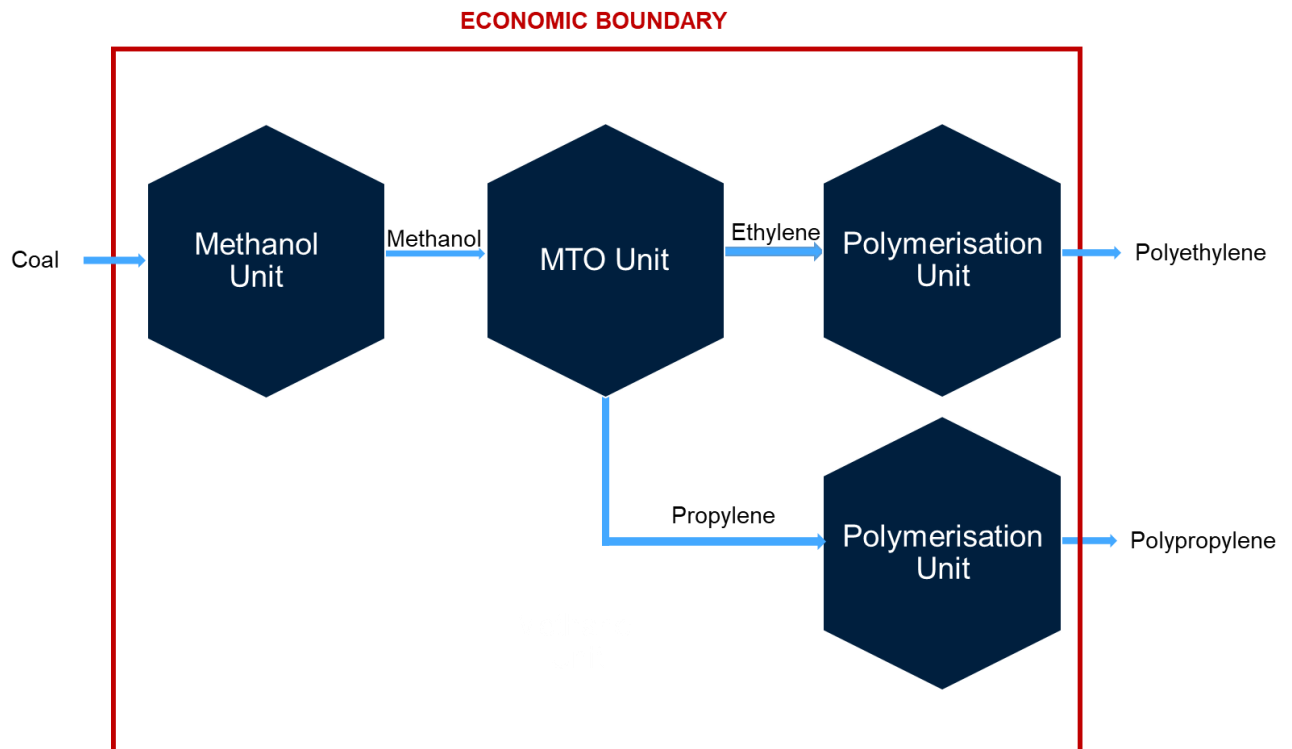 ECONOMIC BOUNDARY
Coal
Methanol
Unit
Methanol
MTO Unit
Ethylene
Polymerisation
Unit
Polyethylene
Propylene
Polymerisation
Unit
Polypropylene